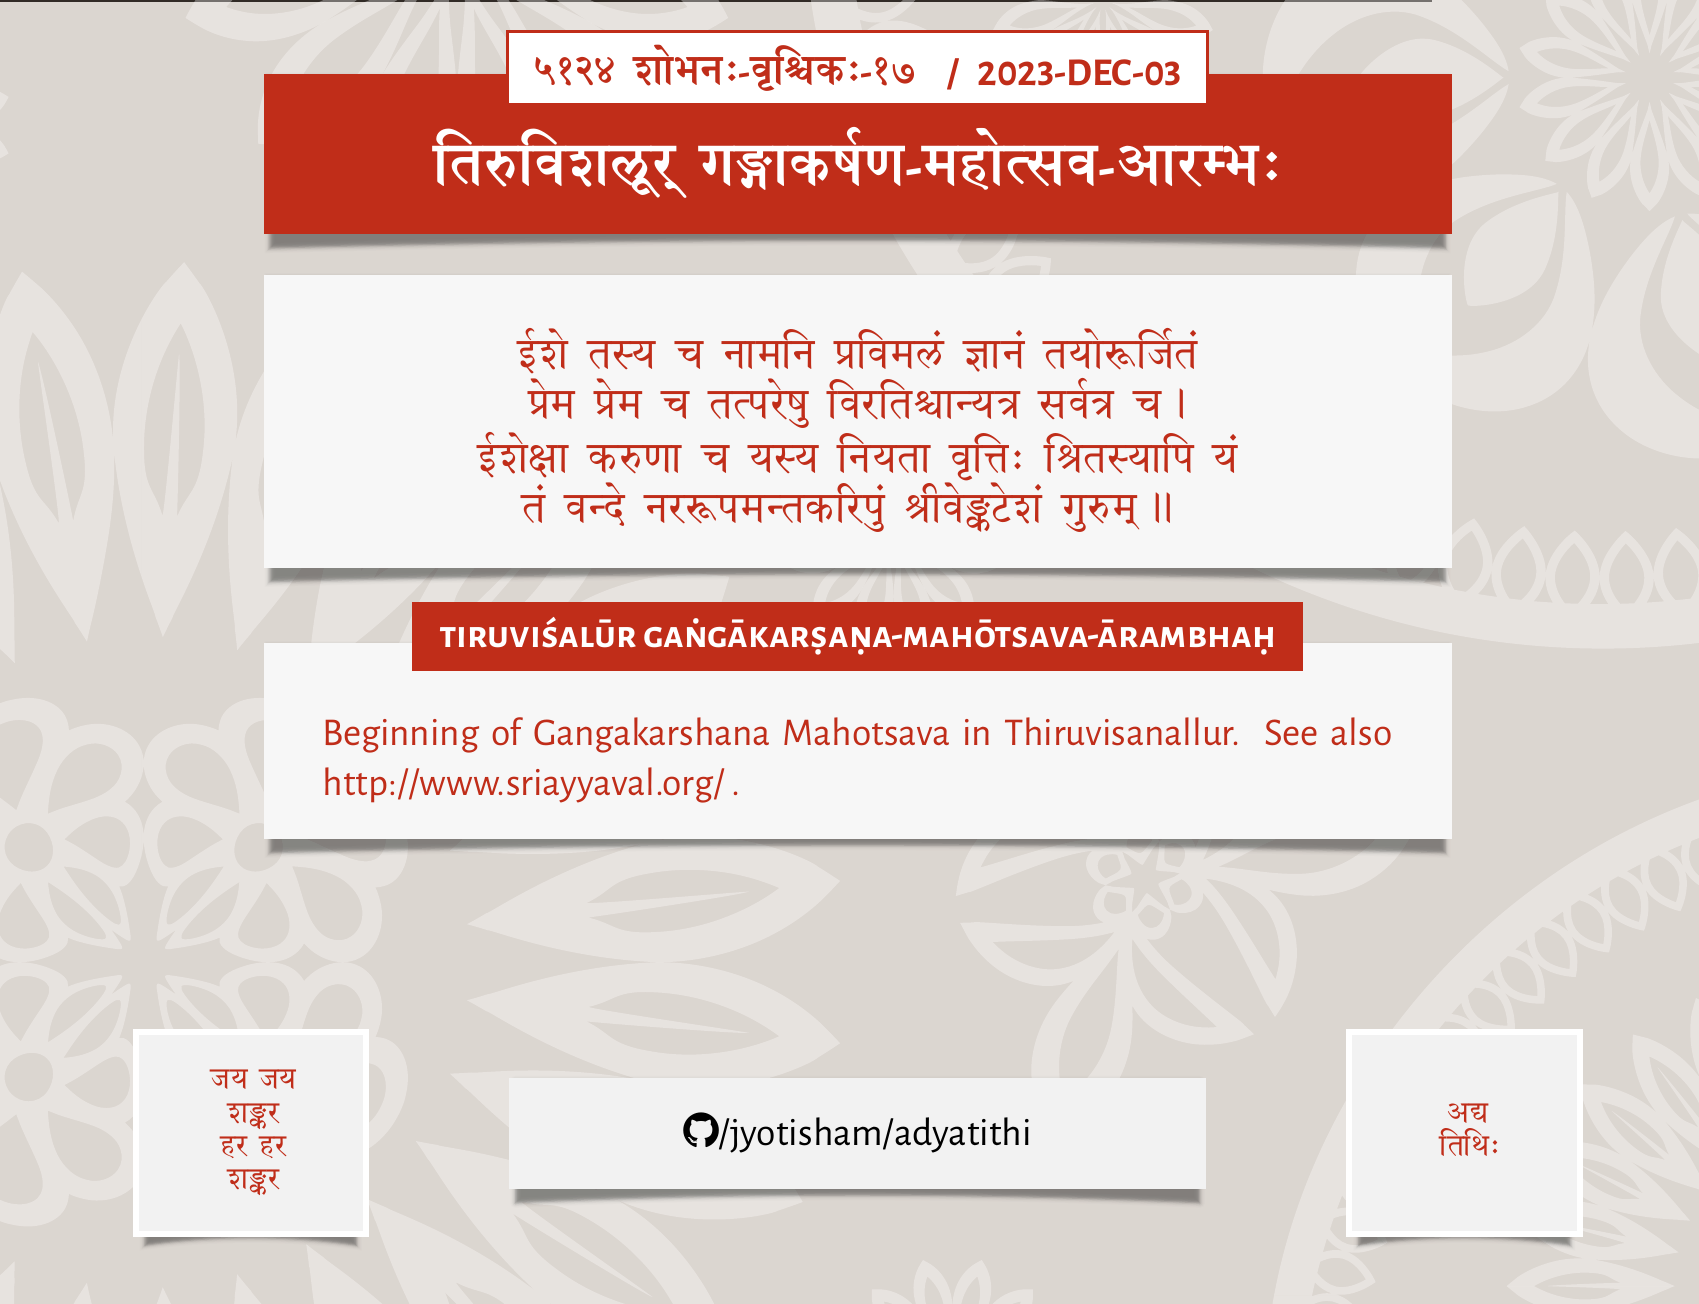 ५१२४ शोभनः-वृश्चिकः-१७ / 2023-DEC-03
तिरुविशलूर् गङ्गाकर्षण-महोत्सव-आरम्भः
ईशे तस्य च नामनि प्रविमलं ज्ञानं तयोरूर्जितं
प्रेम प्रेम च तत्परेषु विरतिश्चान्यत्र सर्वत्र च।
ईशेक्षा करुणा च यस्य नियता वृत्तिः श्रितस्यापि यं
तं वन्दे नररूपमन्तकरिपुं श्रीवेङ्कटेशं गुरुम्॥
TIRUVIŚALŪR GAṄGĀKARṢAṆA-MAHŌTSAVA-ĀRAMBHAḤ
Beginning of Gangakarshana Mahotsava in Thiruvisanallur. See also
http://www.sriayyaval.org/ .
जय जय
शङ्कर
हर हर
शङ्कर
/jyotisham/adyatithi
अद्य
तिथिः